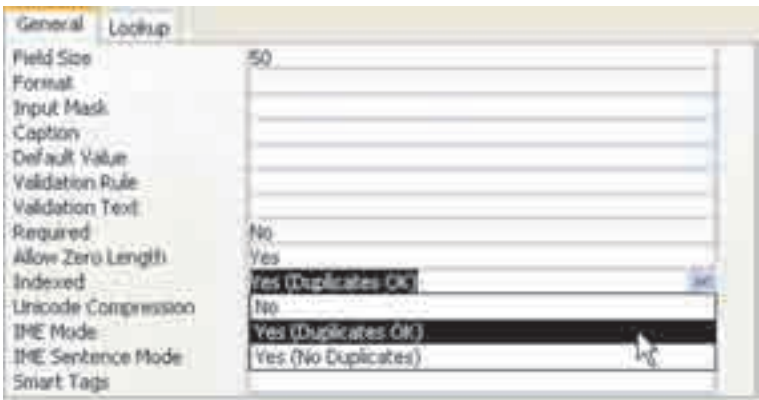 General Lookup
Field Size 50
Format
Input Mask
Caption
Default Value
Validation Rule
Validation Text
Required No
Allow Zero Length Yes
Indexed Yes (Duplicates OK)
Unicode Compression No
IME Mode Yes (Duplicates OK)
IME Sentence Mode Yes (No Duplicates)
Smart Tags